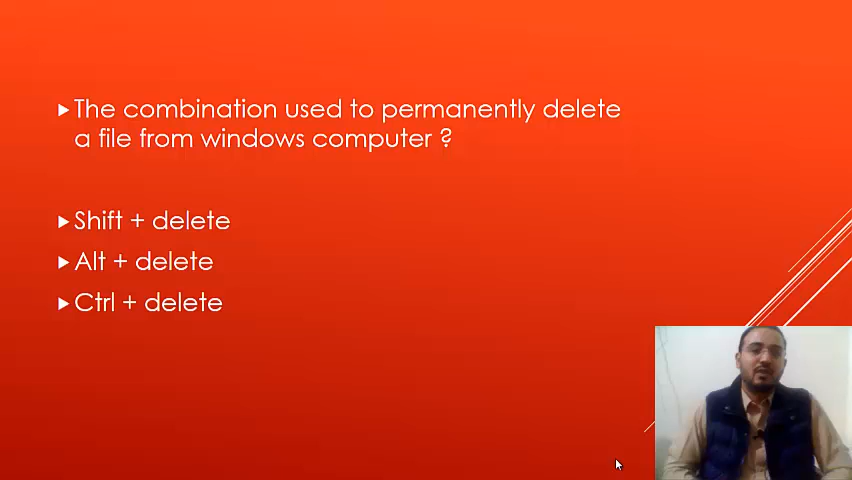 The combination used to permanently delete
a file from windows computer ?
Shift + delete
Alt + delete
Ctrl + delete